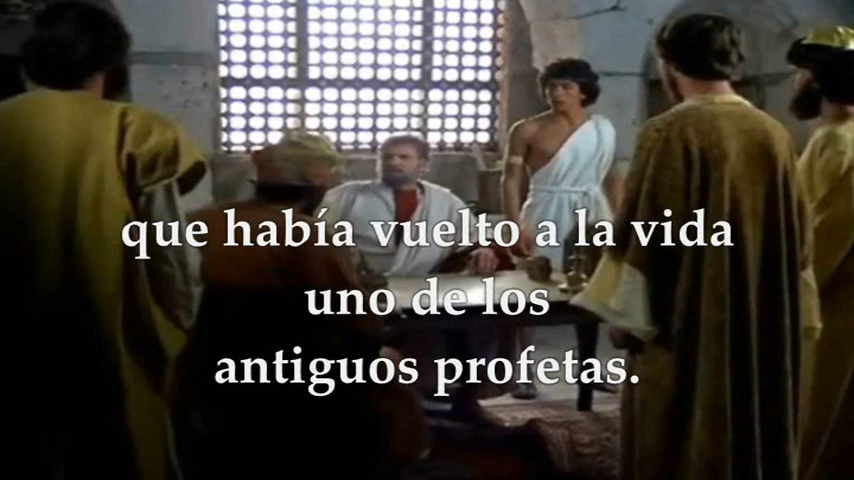 que había vuelto a la vida
uno de los
antiguos profetas.